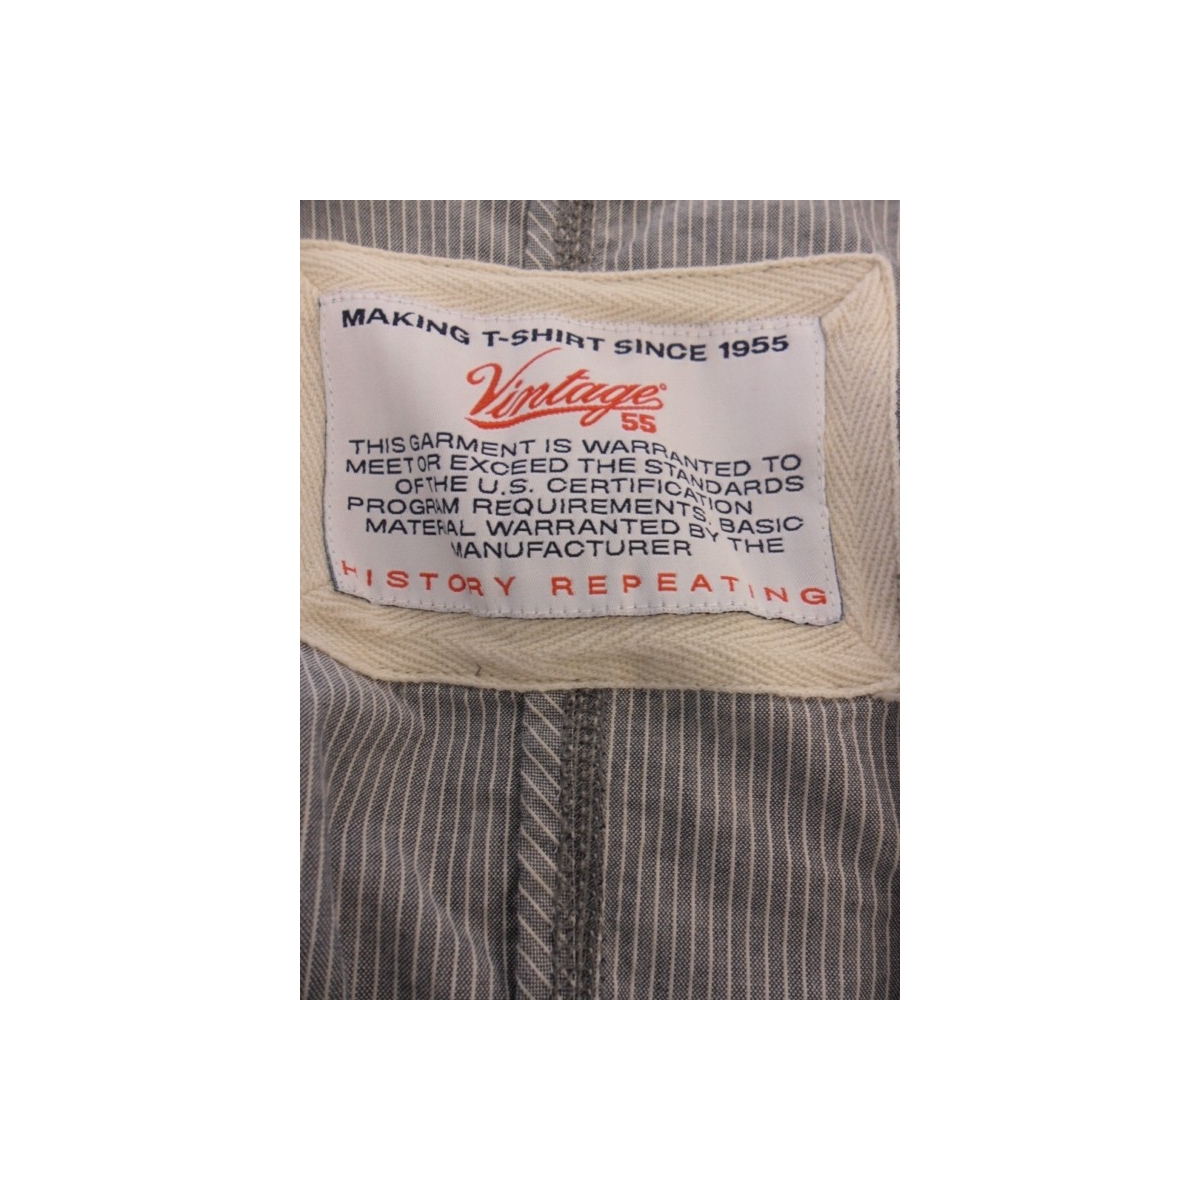 MAKING T-SHIRT SINCE 1955
Vintage
55
THIS GARMENT IS WARRANTED TO
MEET OR EXCEED THE STANDARDS
OF THE U.S. CERTIFICATION
PROGRAM REQUIREMENTS. BASIC
MATERIAL WARRANTED BY THE
MANUFACTURER
HISTORY REPEATING